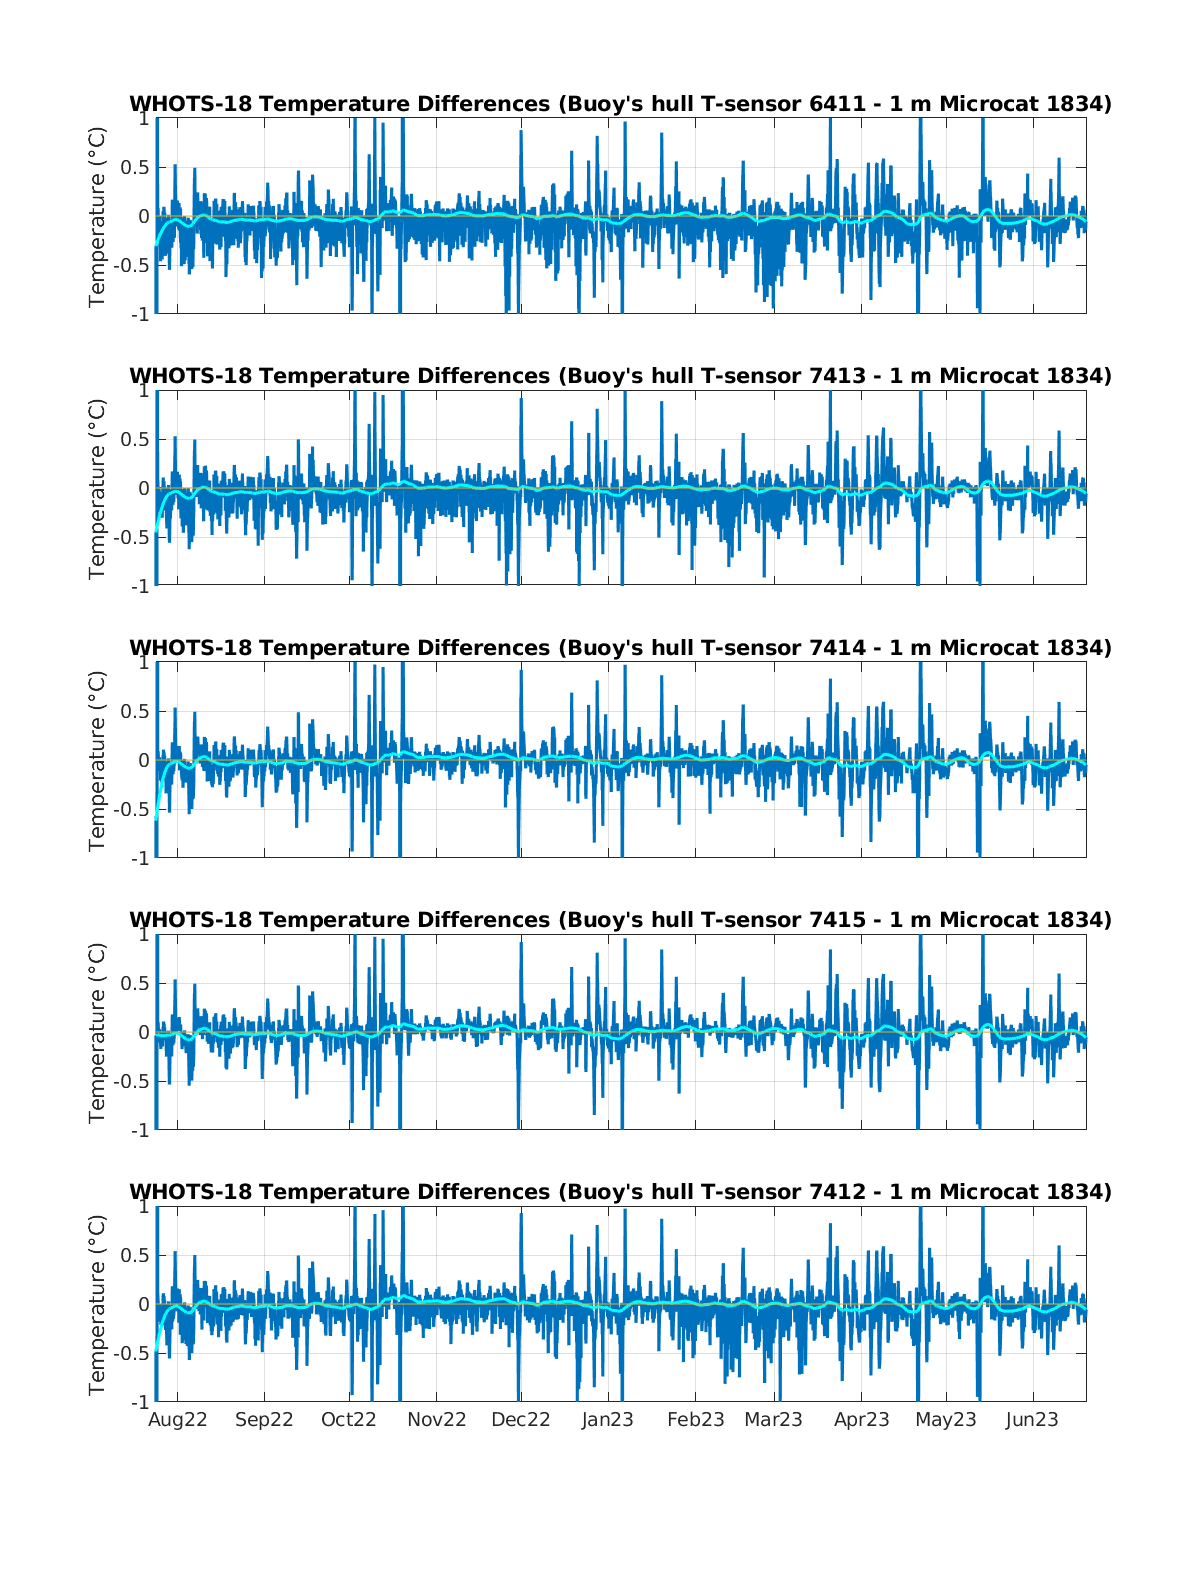 WHOTS-18 Temperature Differences (Buoy's hull T-sensor 6411 - 1 m Microcat 1834)
Temperature (°C)
1
0.5
0
-0.5
-1
WHOTS-18 Temperature Differences (Buoy's hull T-sensor 7413 - 1 m Microcat 1834)
Temperature (°C)
1
0.5
0
-0.5
-1
WHOTS-18 Temperature Differences (Buoy's hull T-sensor 7414 - 1 m Microcat 1834)
Temperature (°C)
1
0.5
0
-0.5
-1
WHOTS-18 Temperature Differences (Buoy's hull T-sensor 7415 - 1 m Microcat 1834)
Temperature (°C)
1
0.5
0
-0.5
-1
WHOTS-18 Temperature Differences (Buoy's hull T-sensor 7412 - 1 m Microcat 1834)
Temperature (°C)
1
0.5
0
-0.5
-1
Aug22 Sep22 Oct22 Nov22 Dec22 Jan23 Feb23 Mar23 Apr23 May23 Jun23